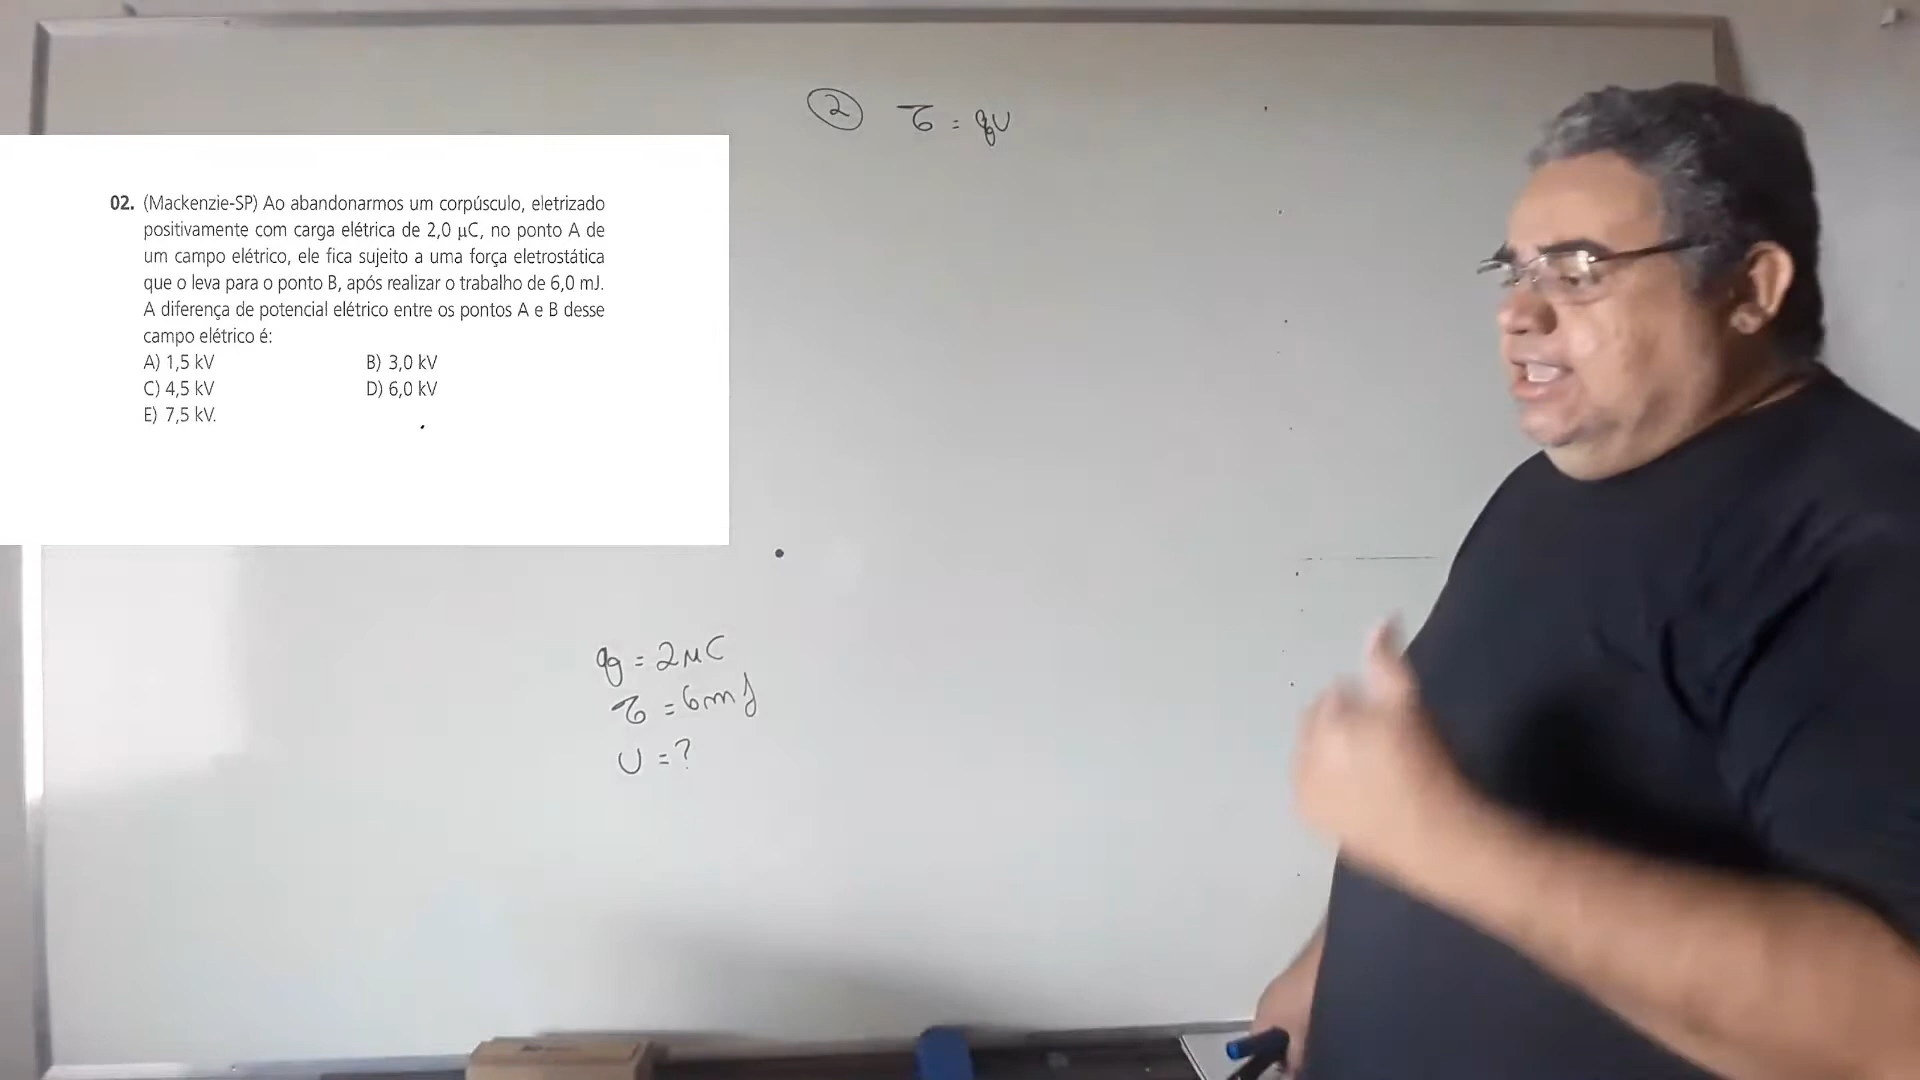 ② 𝜏 = qU
02. (Mackenzie-SP) Ao abandonarmos um corpúsculo, eletrizado
positivamente com carga elétrica de 2,0 μC, no ponto A de
um campo elétrico, ele fica sujeito a uma força eletrostática
que o leva para o ponto B, após realizar o trabalho de 6,0 mJ.
A diferença de potencial elétrico entre os pontos A e B desse
campo elétrico é:
A) 1,5 kV B) 3,0 kV
C) 4,5 kV D) 6,0 kV
E) 7,5 kV.
q = 2μC
𝜏 = 6mJ
U = ?